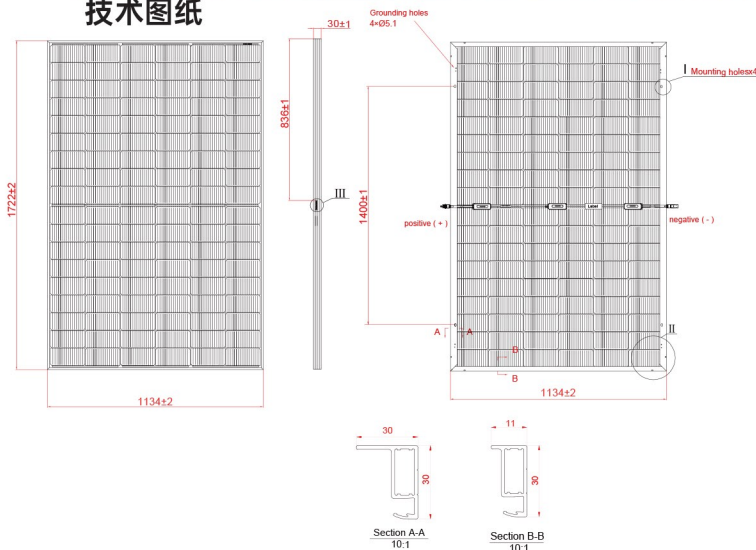 技术图纸
30±1
Grounding holes
4×Ø5.1
I Mounting holesx4
836±1
1722±2
1400±1
III
Label
positive ( + )
negative ( - )
A A
II
B
B
1134±2
1134±2
30
11
30
30
Section A-A
10:1
Section B-B
10:1